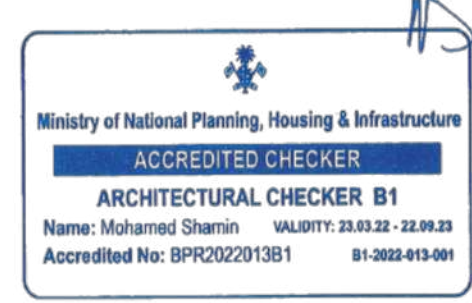 Ministry of National Planning, Housing & Infrastructure
ACCREDITED CHECKER
ARCHITECTURAL CHECKER B1
Name: Mohamed Shamin VALIDITY: 23.03.22 - 22.09.23
Accredited No: BPR2022013B1 B1-2022-013-001